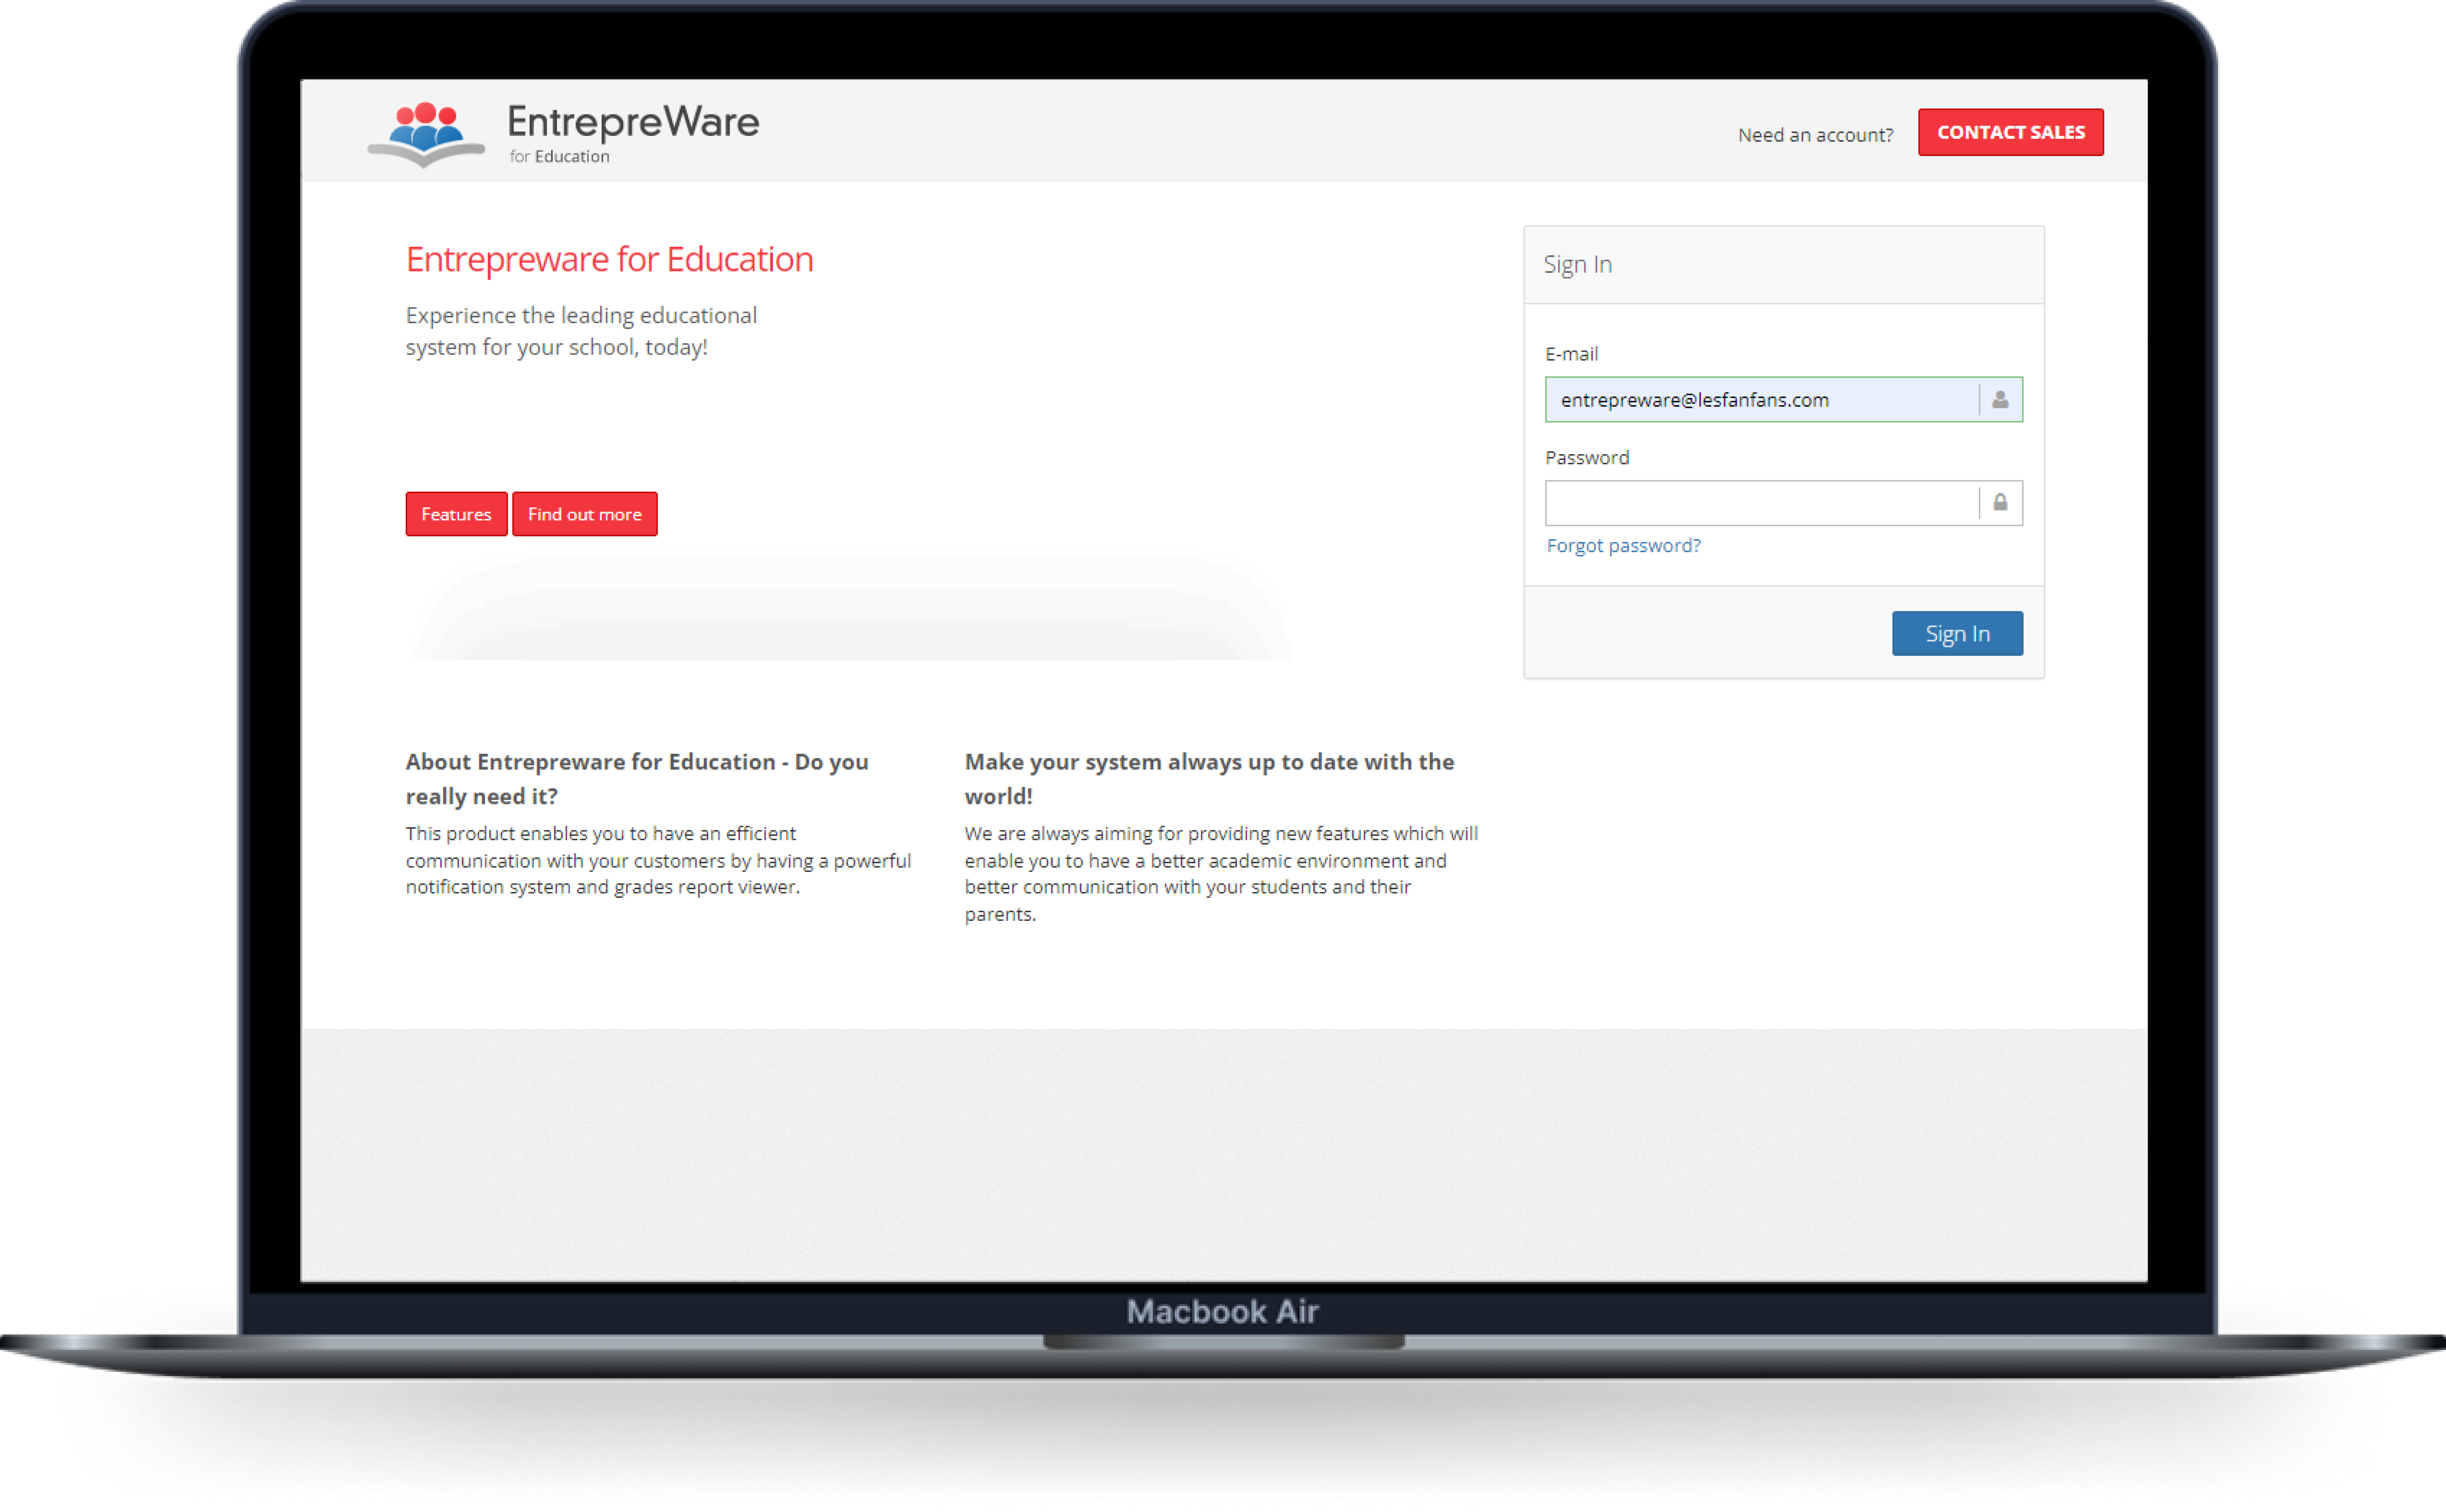 EntrepreWare
for Education
Need an account?
CONTACT SALES
Entrepreware for Education
Experience the leading educational
system for your school, today!
Features
Find out more
Sign In
E-mail
entrepreware@lesfanfans.com
Password
Forgot password?
Sign In
About Entrepreware for Education - Do you
really need it?
This product enables you to have an efficient
communication with your customers by having a powerful
notification system and grades report viewer.
Make your system always up to date with the
world!
We are always aiming for providing new features which will
enable you to have a better academic environment and
better communication with your students and their
parents.
Macbook Air